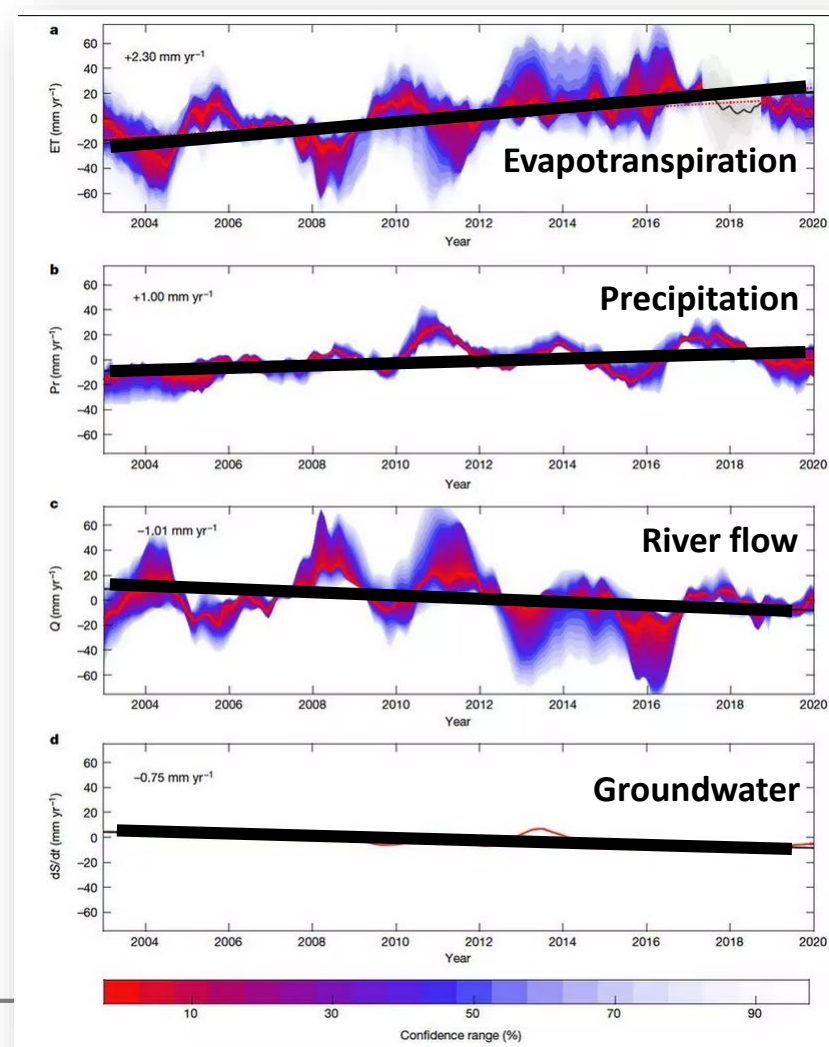 a
60
+2.30 mm yr⁻¹
40
20
0
–20
–40
–60
ET (mm yr⁻¹)
Evapotranspiration
2004 2006 2008 2010 2012 2014 2016 2018 2020
Year
b
60
+1.00 mm yr⁻¹
Precipitation
40
20
0
–20
–40
–60
Pr (mm yr⁻¹)
2004 2006 2008 2010 2012 2014 2016 2018 2020
Year
c
60
–1.01 mm yr⁻¹
River flow
40
20
0
–20
–40
–60
Q (mm yr⁻¹)
2004 2006 2008 2010 2012 2014 2016 2018 2020
Year
d
60
–0.75 mm yr⁻¹
Groundwater
40
20
0
–20
–40
–60
dS/dt (mm yr⁻¹)
2004 2006 2008 2010 2012 2014 2016 2018 2020
Year
10 30 50 70 90
Confidence range (%)